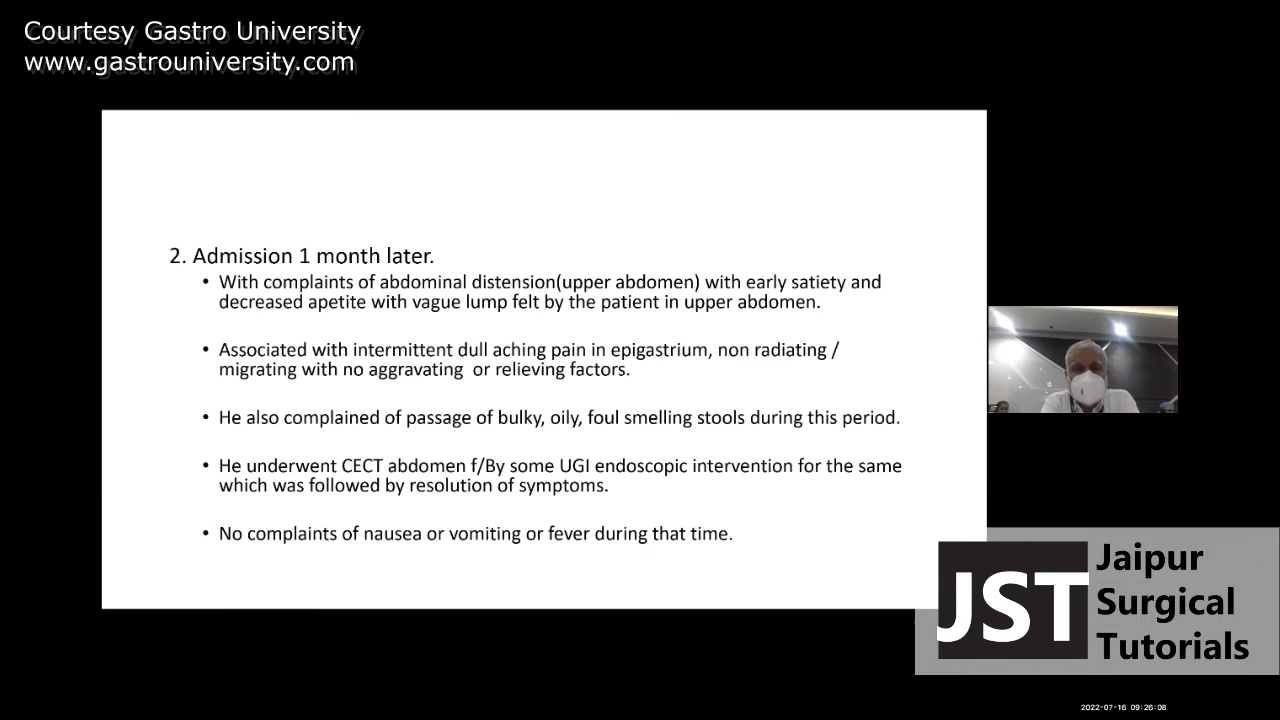 Courtesy Gastro University
www.gastrouniversity.com
2. Admission 1 month later.
• With complaints of abdominal distension(upper abdomen) with early satiety and
decreased apetite with vague lump felt by the patient in upper abdomen.
• Associated with intermittent dull aching pain in epigastrium, non radiating /
migrating with no aggravating or relieving factors.
• He also complained of passage of bulky, oily, foul smelling stools during this period.
• He underwent CECT abdomen f/By some UGI endoscopic intervention for the same
which was followed by resolution of symptoms.
• No complaints of nausea or vomiting or fever during that time.
JST
Jaipur
Surgical
Tutorials
2022-07-16 09:26:08